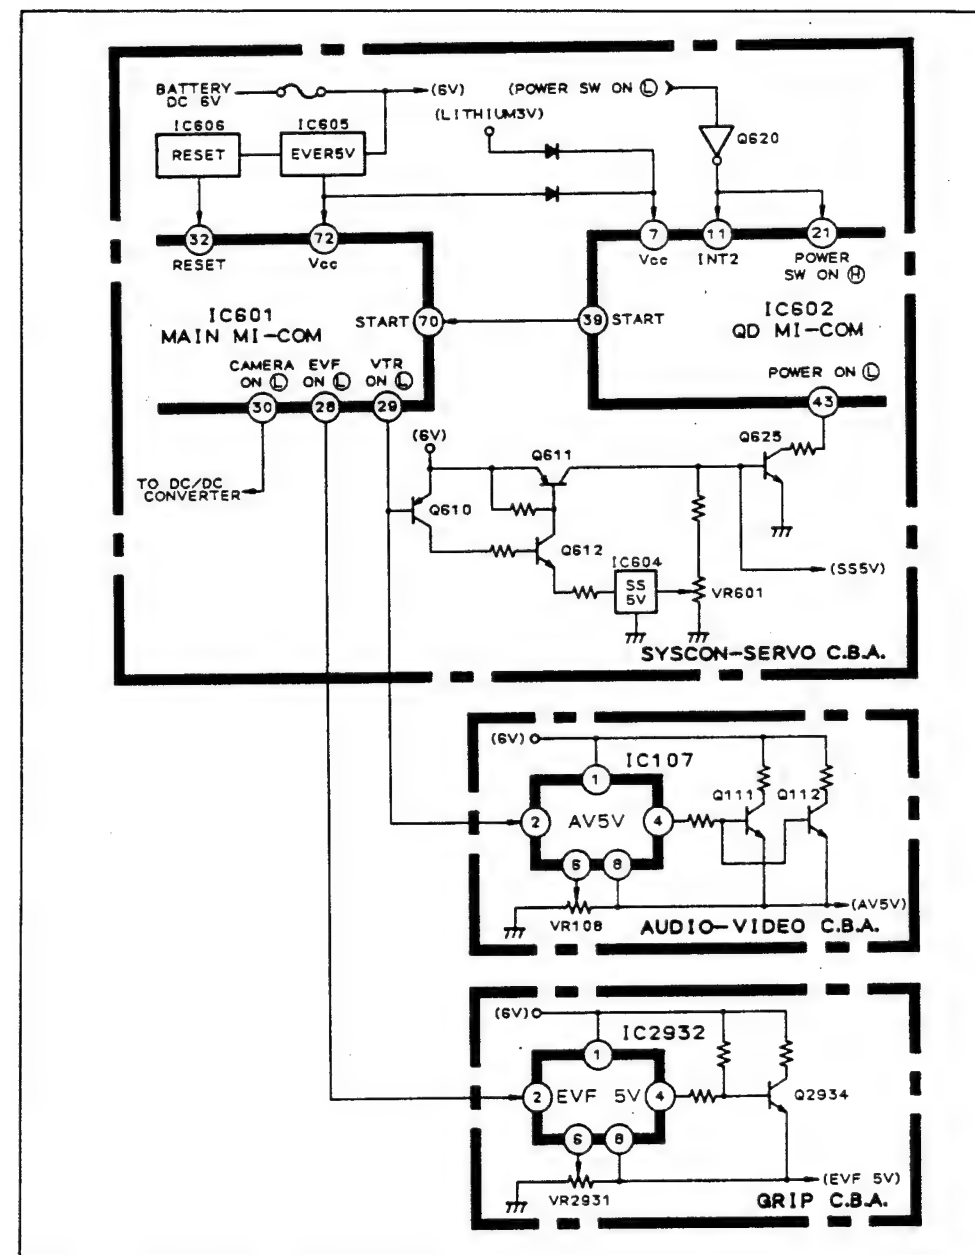 BATTERY
DC 6V
(6V)
(POWER SW ON Ⓛ)
(LITHIUM3V)
IC606
IC605
RESET
EVER5V
Q620
32
72
7
11
21
RESET
Vcc
Vcc
INT2
POWER
SW ON Ⓗ
IC601
MAIN MI-COM
START
70
39
START
IC602
QD MI-COM
CAMERA
ON Ⓛ
EVF
ON Ⓛ
VTR
ON Ⓛ
POWER ON Ⓛ
30
28
29
43
(6V)
Q611
Q625
TO DC/DC
CONVERTER
Q610
Q612
IC604
SS
5V
VR601
(SS5V)
SYSCON-SERVO C.B.A.
(6V)
IC107
1
Q111
Q112
2
AV5V
4
6
8
VR108
(AV5V)
AUDIO-VIDEO C.B.A.
(6V)
IC2932
1
2
EVF 5V
4
Q2934
6
8
VR2931
(EVF 5V)
GRIP C.B.A.